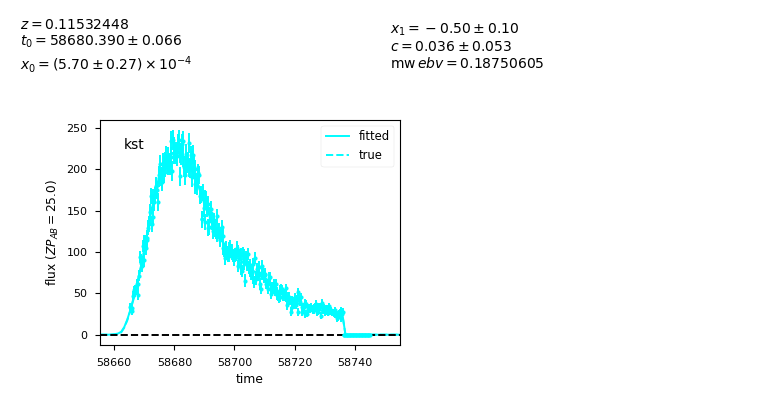 z = 0.11532448
t₀ = 58680.390 ± 0.066
x₀ = (5.70 ± 0.27) × 10⁻⁴
x₁ = −0.50 ± 0.10
c = 0.036 ± 0.053
mw ebv = 0.18750605
kst
fitted
true
250
200
150
100
50
0
flux (ZP_AB = 25.0)
58660 58680 58700 58720 58740
time